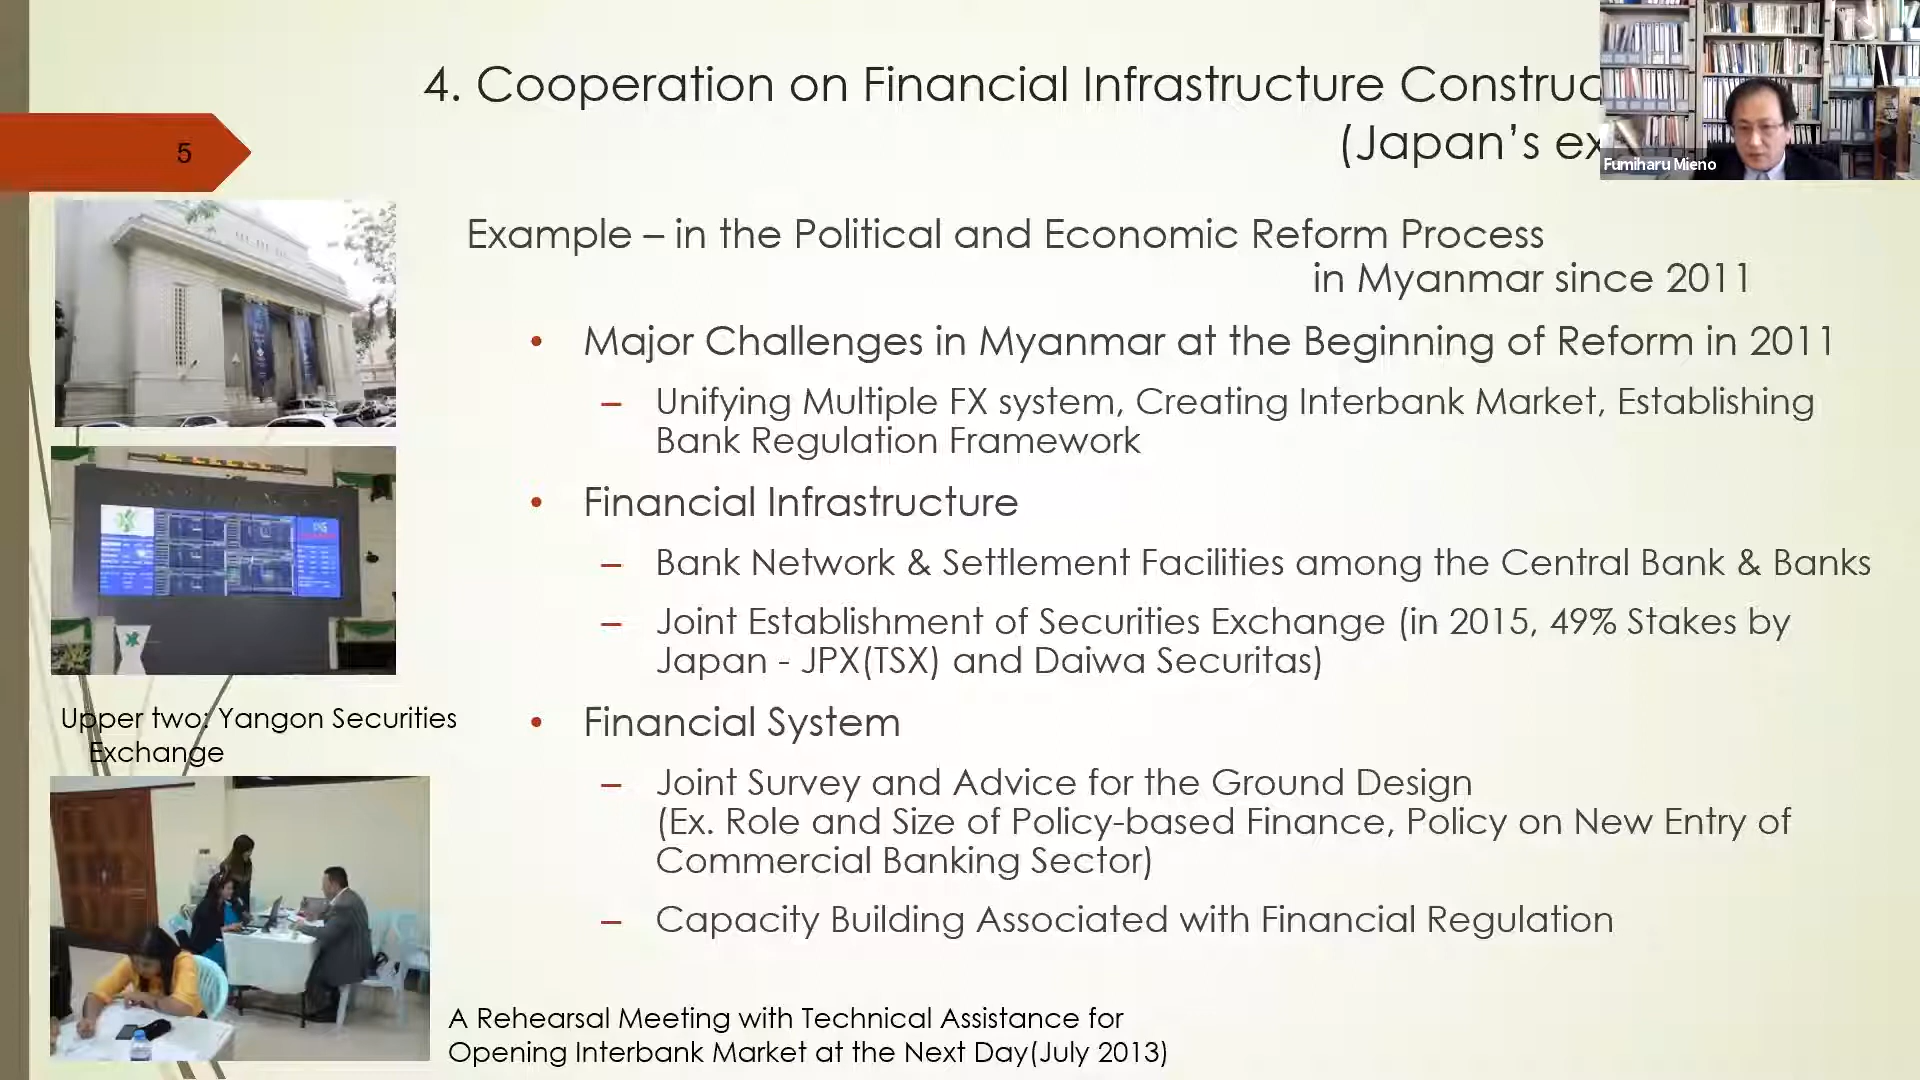 4. Cooperation on Financial Infrastructure Construc
(Japan's ex
Fumiharu Mieno
5
Example – in the Political and Economic Reform Process
in Myanmar since 2011
• Major Challenges in Myanmar at the Beginning of Reform in 2011
– Unifying Multiple FX system, Creating Interbank Market, Establishing
Bank Regulation Framework
• Financial Infrastructure
– Bank Network & Settlement Facilities among the Central Bank & Banks
– Joint Establishment of Securities Exchange (in 2015, 49% Stakes by
Japan - JPX(TSX) and Daiwa Securitas)
Upper two: Yangon Securities
Exchange
• Financial System
– Joint Survey and Advice for the Ground Design
(Ex. Role and Size of Policy-based Finance, Policy on New Entry of
Commercial Banking Sector)
– Capacity Building Associated with Financial Regulation
A Rehearsal Meeting with Technical Assistance for
Opening Interbank Market at the Next Day(July 2013)